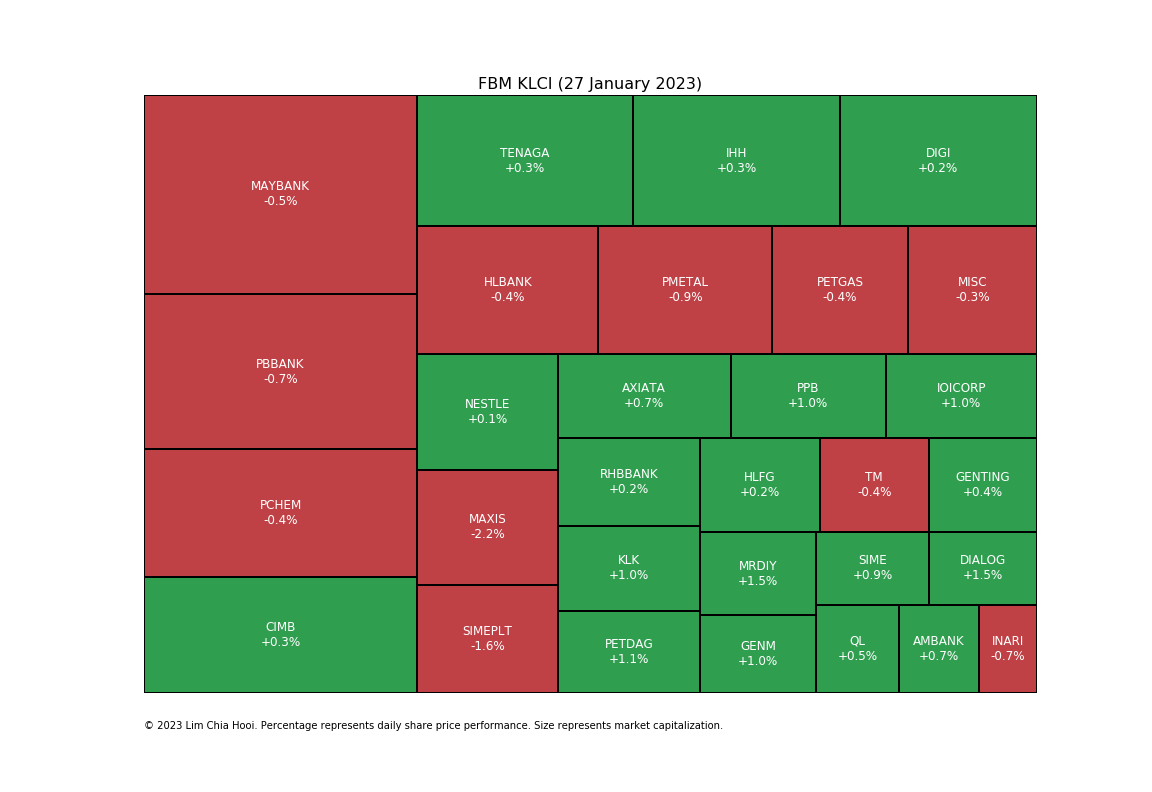 FBM KLCI (27 January 2023)
MAYBANK
-0.5%
PBBANK
-0.7%
PCHEM
-0.4%
CIMB
+0.3%
TENAGA
+0.3%
IHH
+0.3%
DIGI
+0.2%
HLBANK
-0.4%
PMETAL
-0.9%
PETGAS
-0.4%
MISC
-0.3%
NESTLE
+0.1%
MAXIS
-2.2%
SIMEPLT
-1.6%
AXIATA
+0.7%
PPB
+1.0%
IOICORP
+1.0%
RHBBANK
+0.2%
KLK
+1.0%
PETDAG
+1.1%
HLFG
+0.2%
TM
-0.4%
GENTING
+0.4%
MRDIY
+1.5%
GENM
+1.0%
SIME
+0.9%
DIALOG
+1.5%
QL
+0.5%
AMBANK
+0.7%
INARI
-0.7%
© 2023 Lim Chia Hooi. Percentage represents daily share price performance. Size represents market capitalization.